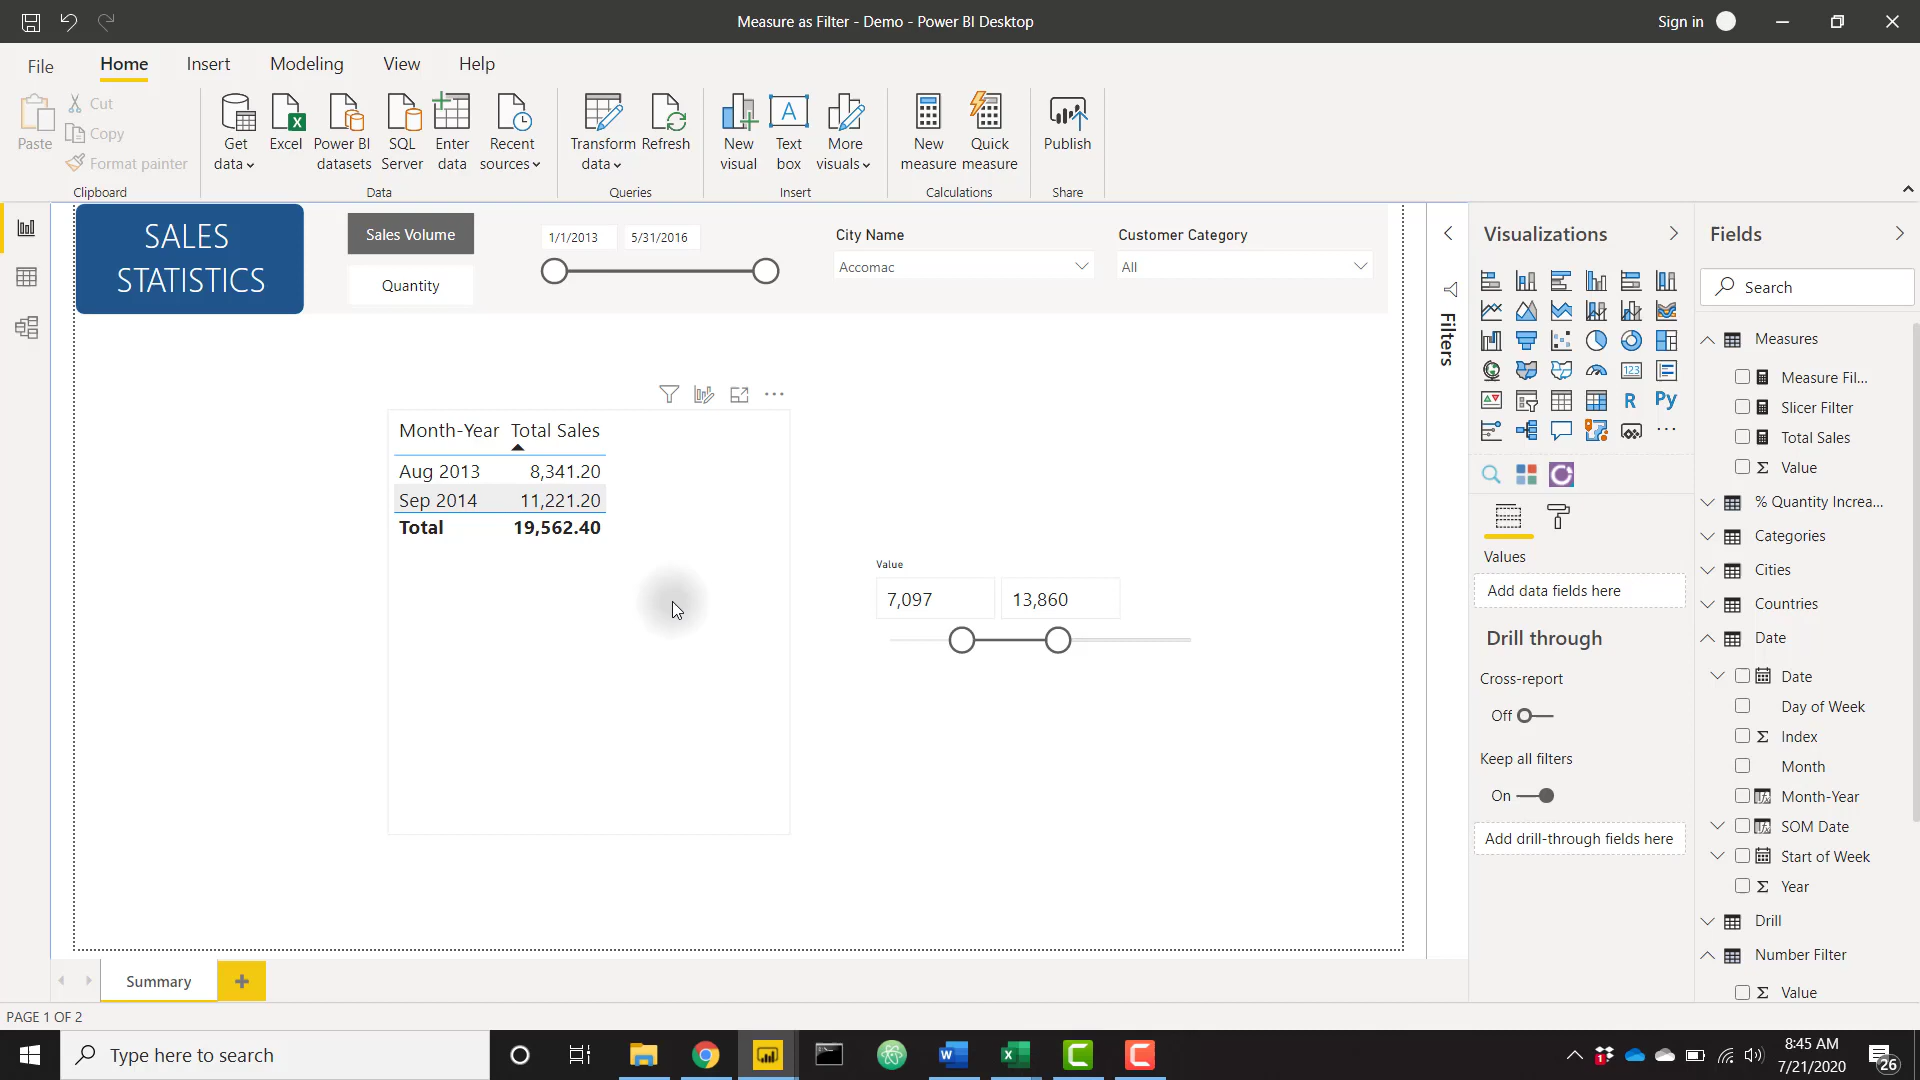 Measure as Filter - Demo - Power BI Desktop
Sign in
File
Home
Insert
Modeling
View
Help
Paste
Cut
Copy
Format painter
Clipboard
Get data
Excel
Power BI datasets
SQL Server
Enter data
Recent sources
Data
Transform data
Refresh
Queries
New visual
Text box
More visuals
Insert
New measure
Quick measure
Calculations
Publish
Share
SALES
STATISTICS
Sales Volume
Quantity
1/1/2013
5/31/2016
City Name
Accomac
Customer Category
All
Month-Year Total Sales
Aug 2013 8,341.20
Sep 2014 11,221.20
Total 19,562.40
Value
7,097
13,860
Filters
Visualizations
123
R
Py
Values
Add data fields here
Drill through
Cross-report
Off
Keep all filters
On
Add drill-through fields here
Fields
Search
Measures
Measure Fil...
Slicer Filter
Total Sales
Value
% Quantity Increa...
Categories
Cities
Countries
Date
Date
Day of Week
Index
Month
Month-Year
SOM Date
Start of Week
Year
Drill
Number Filter
Value
Summary
PAGE 1 OF 2
Type here to search
8:45 AM
7/21/2020
26